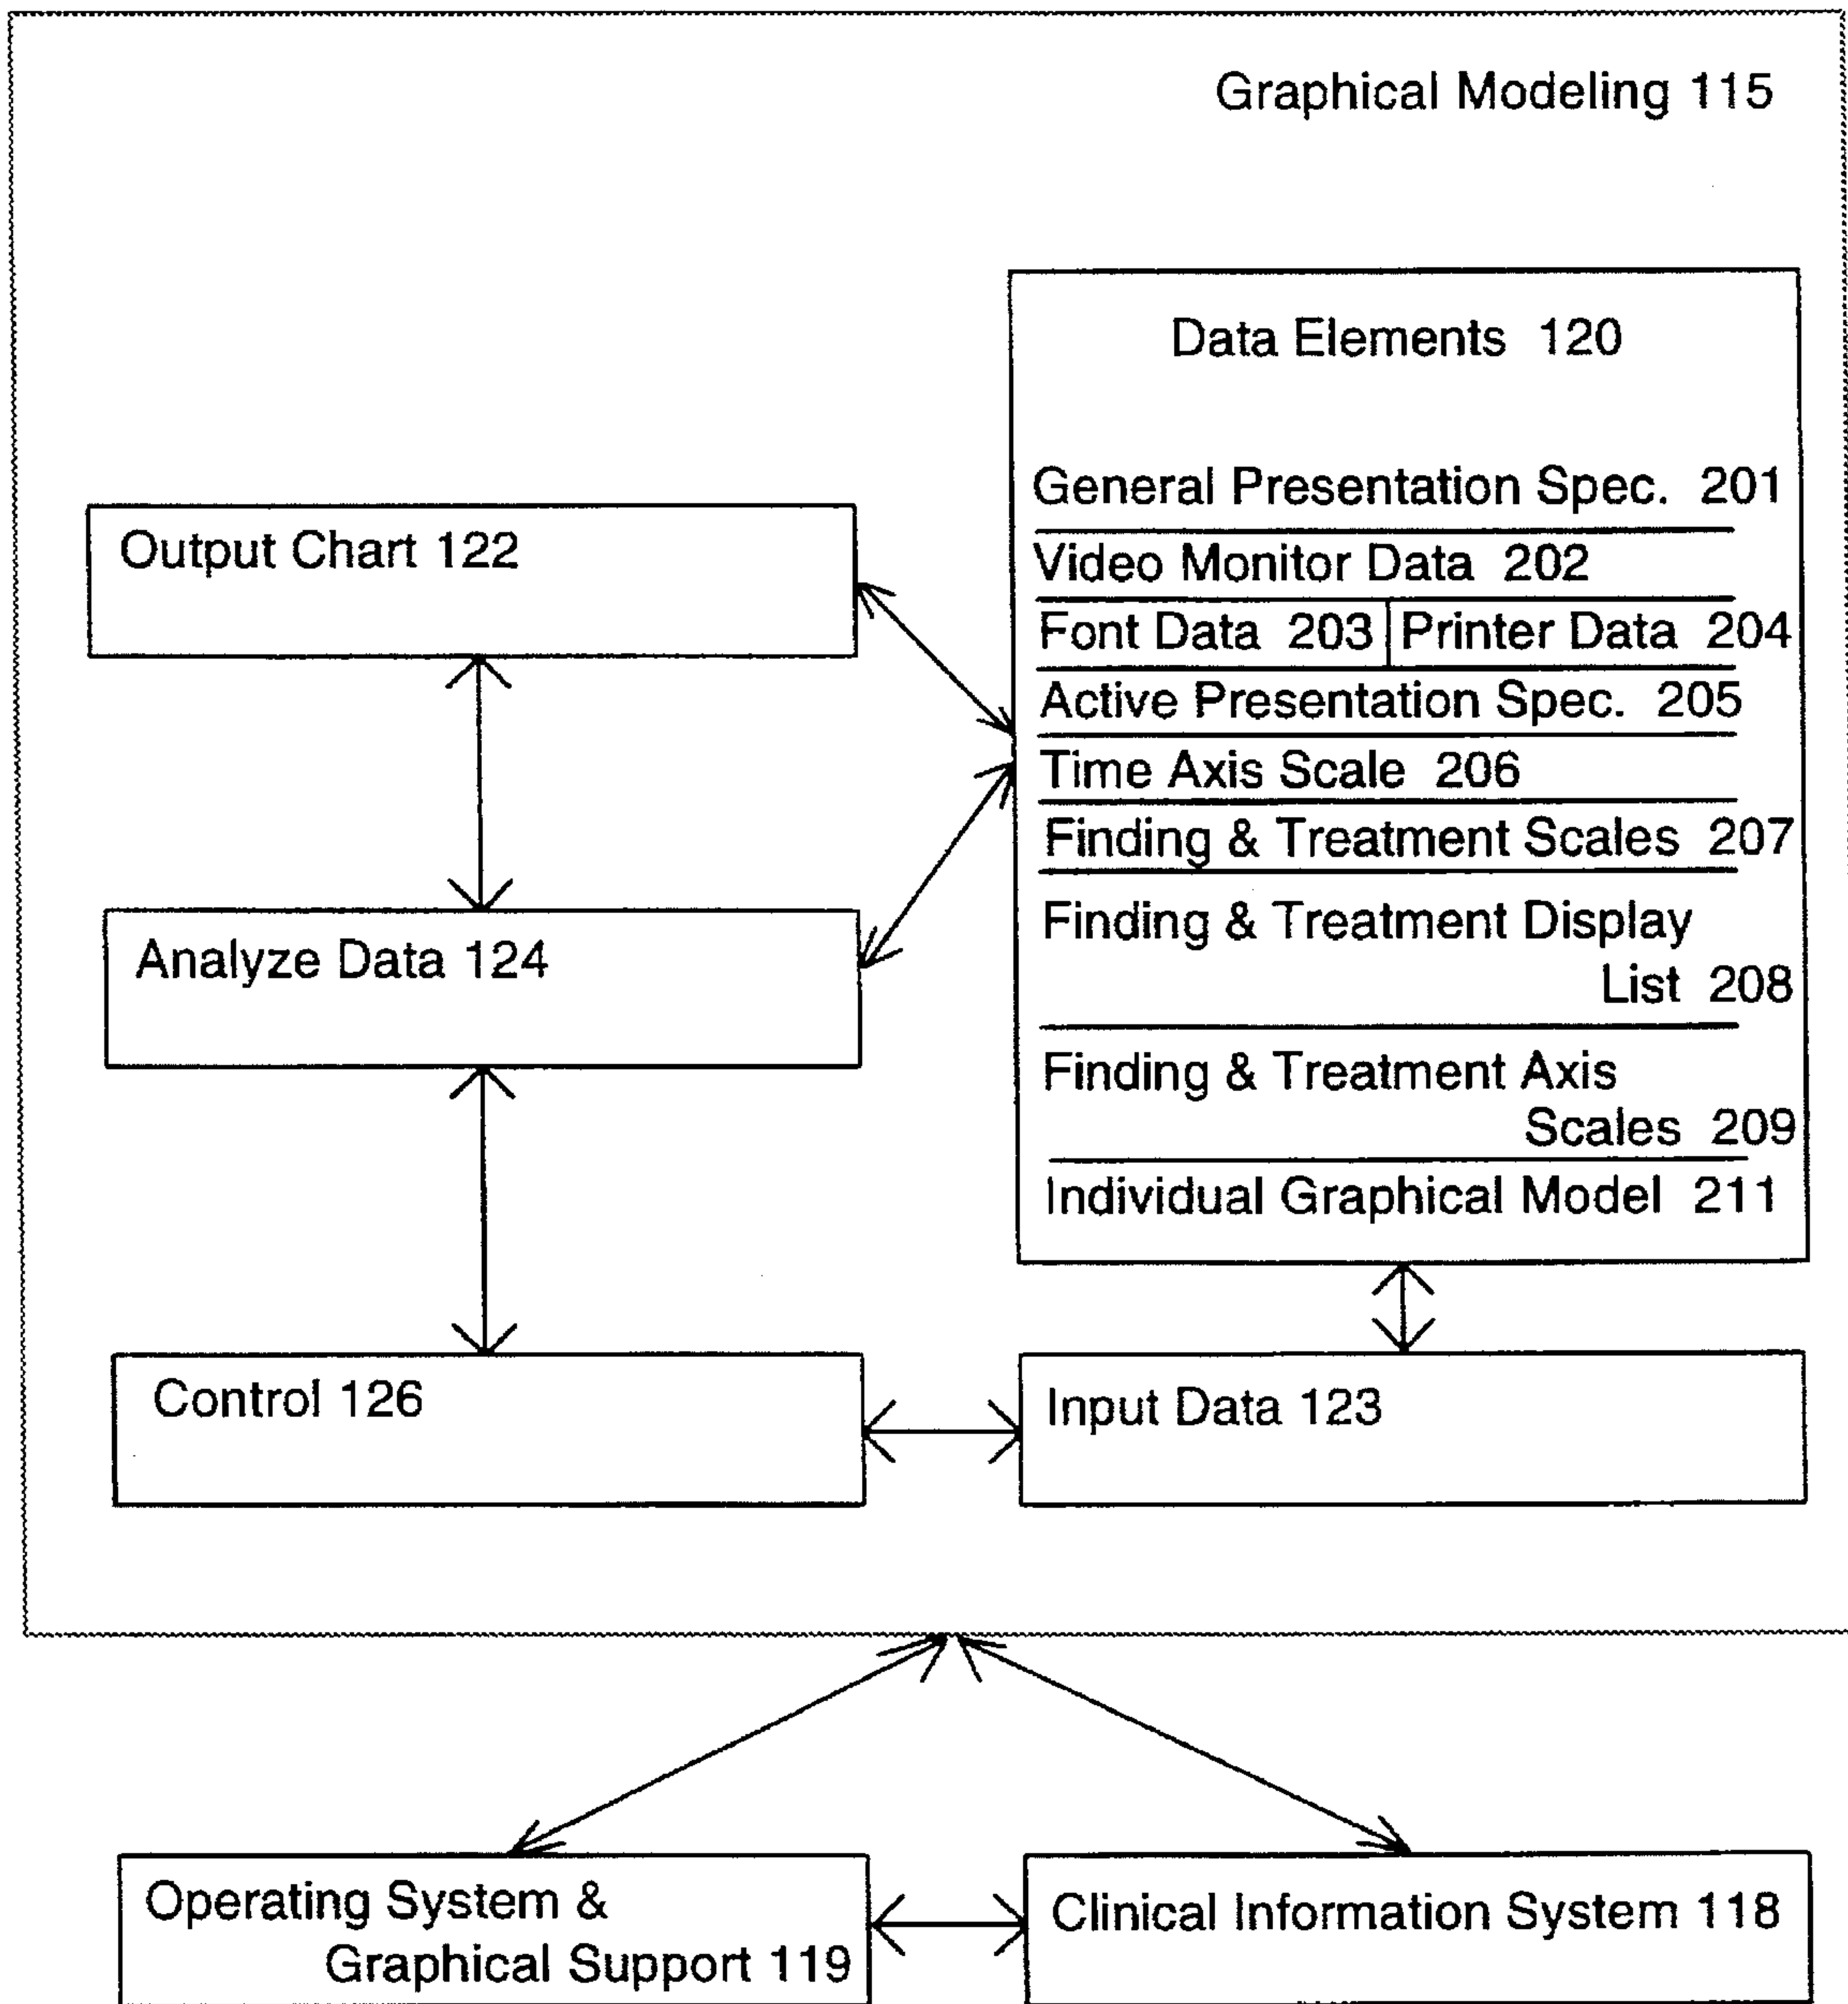 Graphical Modeling 115
Data Elements 120
General Presentation Spec. 201
Video Monitor Data 202
Font Data 203 Printer Data 204
Active Presentation Spec. 205
Time Axis Scale 206
Finding & Treatment Scales 207
Finding & Treatment Display
List 208
Finding & Treatment Axis
Scales 209
Individual Graphical Model 211
Output Chart 122
Analyze Data 124
Control 126
Input Data 123
Operating System &
Graphical Support 119
Clinical Information System 118